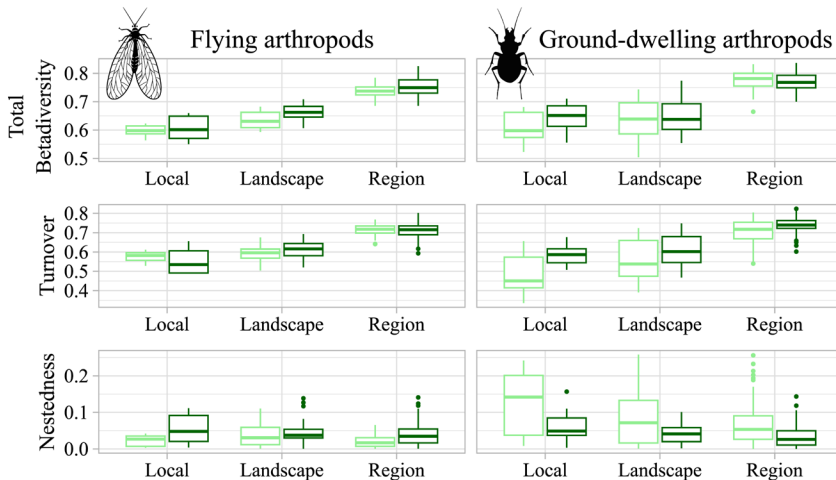 Flying arthropods
Ground-dwelling arthropods
Total
Betadiversity
0.8
0.7
0.6
0.5
Local Landscape Region
Local Landscape Region
Turnover
0.8
0.7
0.6
0.5
0.4
Local Landscape Region
Local Landscape Region
Nestedness
0.2
0.1
0.0
Local Landscape Region
Local Landscape Region